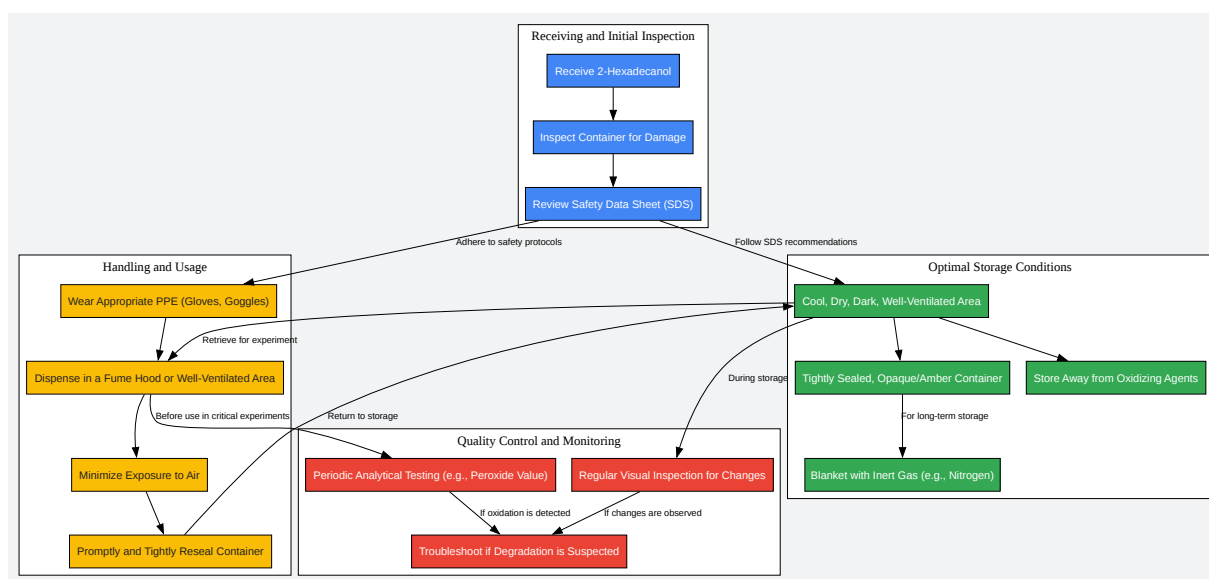 Receiving and Initial Inspection
Receive 2-Hexadecanol
Inspect Container for Damage
Review Safety Data Sheet (SDS)
Adhere to safety protocols
Follow SDS recommendations
Handling and Usage
Wear Appropriate PPE (Gloves, Goggles)
Retrieve for experiment
Dispense in a Fume Hood or Well-Ventilated Area
Before use in critical experiments
Return to storage
Minimize Exposure to Air
Promptly and Tightly Reseal Container
Optimal Storage Conditions
Cool, Dry, Dark, Well-Ventilated Area
During storage
Tightly Sealed, Opaque/Amber Container
Store Away from Oxidizing Agents
For long-term storage
Blanket with Inert Gas (e.g., Nitrogen)
Quality Control and Monitoring
Periodic Analytical Testing (e.g., Peroxide Value)
Regular Visual Inspection for Changes
If oxidation is detected
If changes are observed
Troubleshoot if Degradation is Suspected